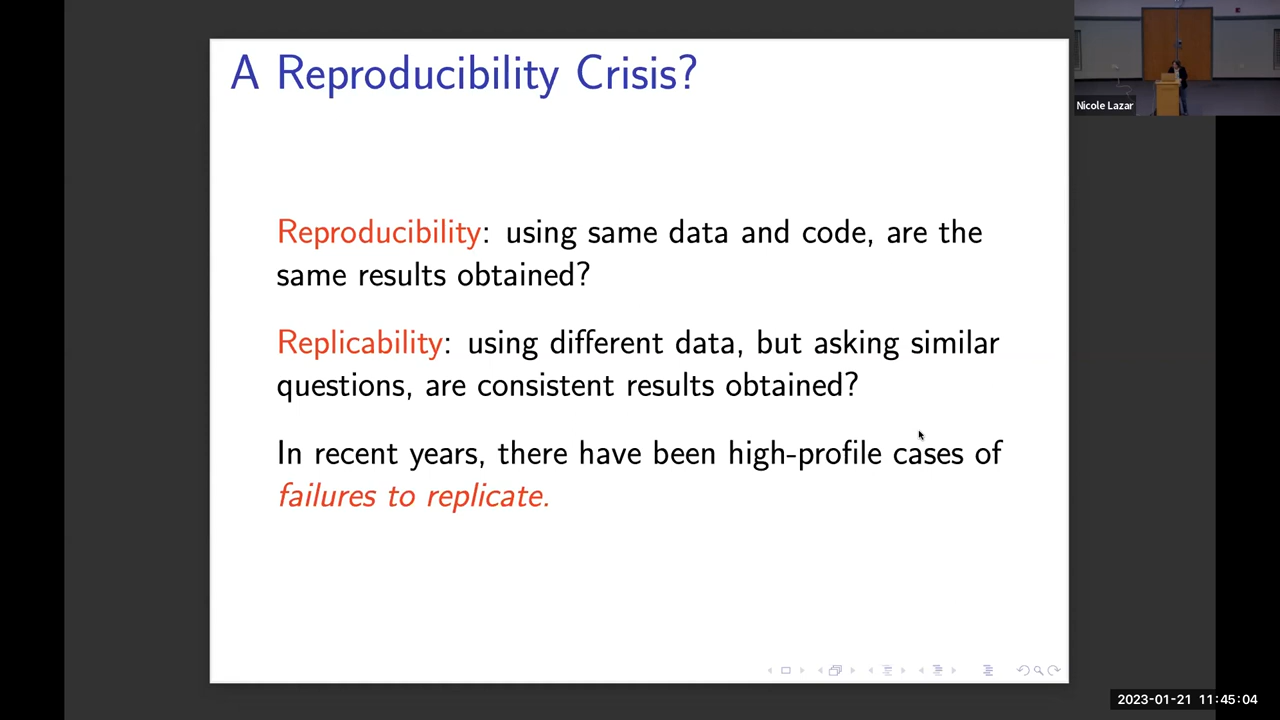 A Reproducibility Crisis?
Nicole Lazar
Reproducibility: using same data and code, are the
same results obtained?
Replicability: using different data, but asking similar
questions, are consistent results obtained?
In recent years, there have been high-profile cases of
failures to replicate.
2023-01-21 11:45:04